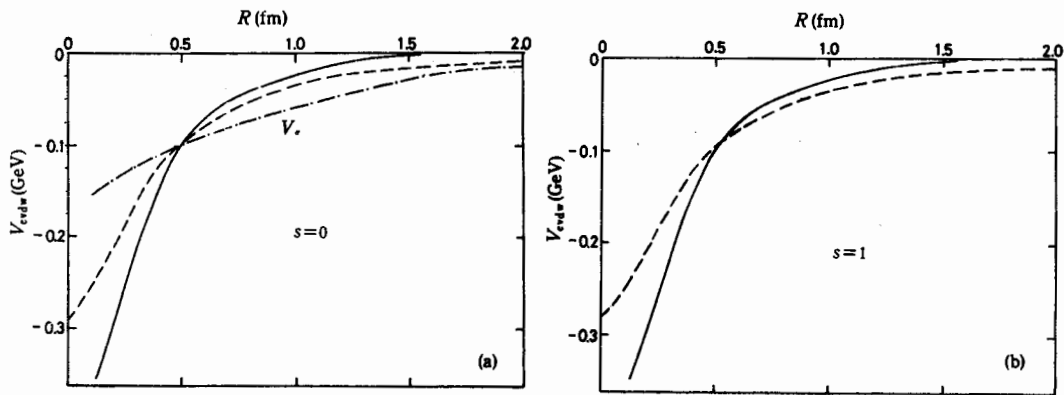 R (fm)
0 0.5 1.0 1.5 2.0
0
-0.1
-0.2
-0.3
V_cvdw (GeV)
V_e
s=0
(a)
R (fm)
0 0.5 1.0 1.5 2.0
0
-0.1
-0.2
-0.3
V_cvdw (GeV)
s=1
(b)